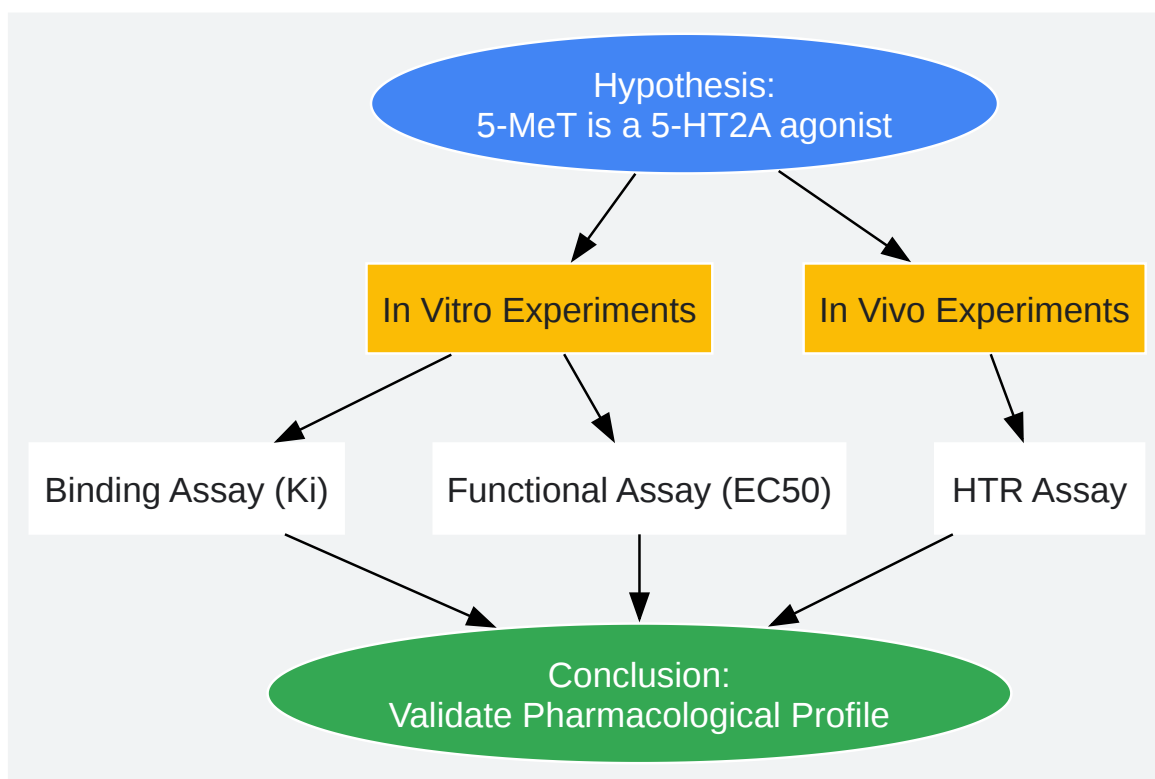 Hypothesis:
5-MeT is a 5-HT2A agonist
In Vitro Experiments
In Vivo Experiments
Binding Assay (Ki)
Functional Assay (EC50)
HTR Assay
Conclusion:
Validate Pharmacological Profile